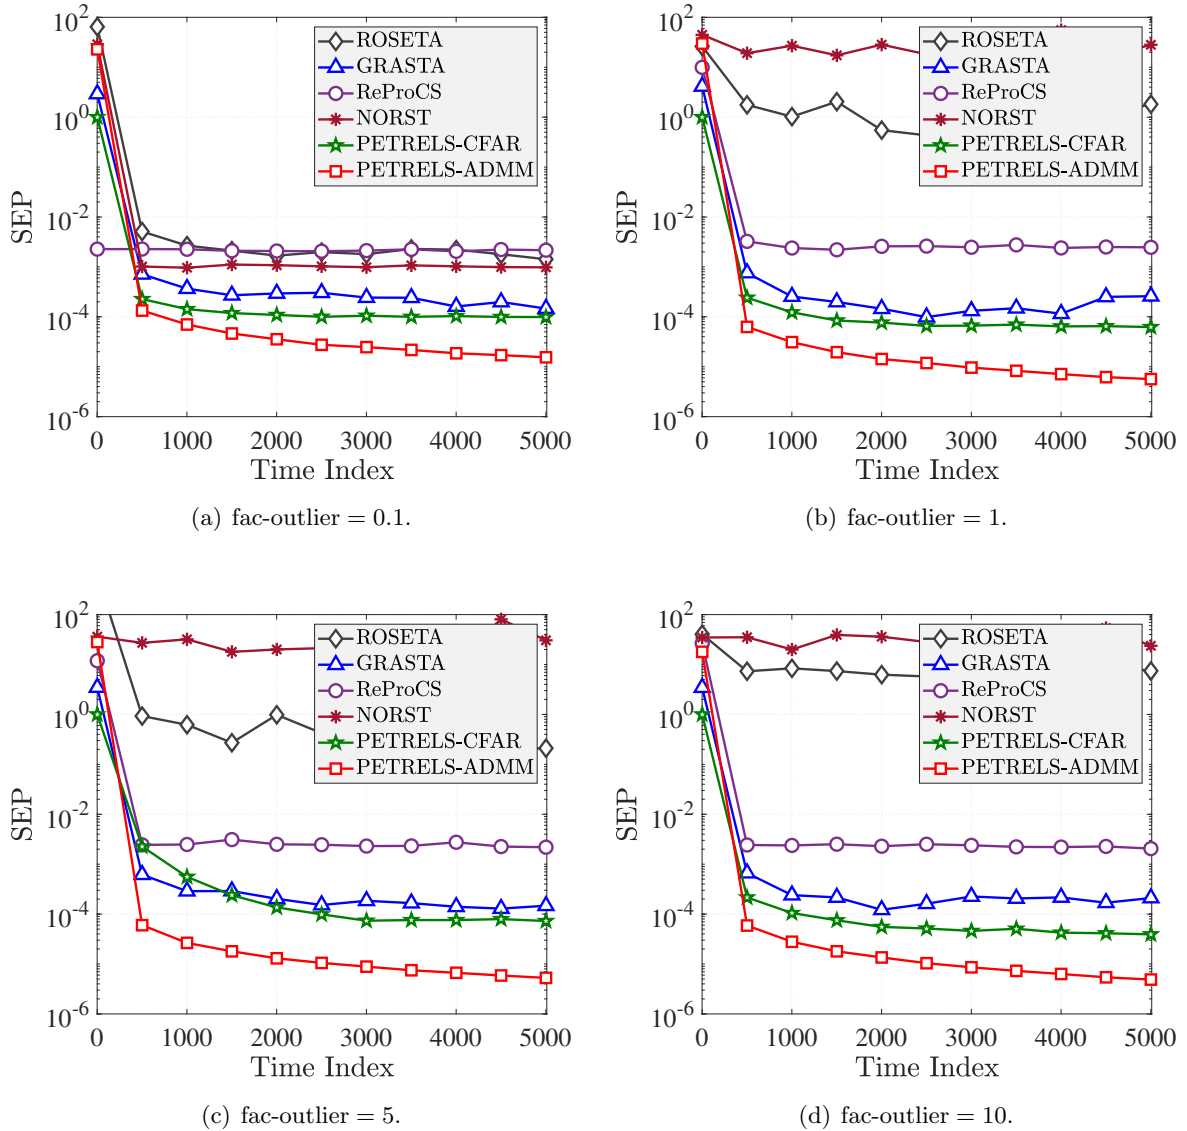 10^2
10^0
10^-2
10^-4
10^-6
SEP
0 1000 2000 3000 4000 5000
Time Index
ROSETA
GRASTA
ReProCS
NORST
PETRELS-CFAR
PETRELS-ADMM
(a) fac-outlier = 0.1.
10^2
10^0
10^-2
10^-4
10^-6
SEP
0 1000 2000 3000 4000 5000
Time Index
ROSETA
GRASTA
ReProCS
NORST
PETRELS-CFAR
PETRELS-ADMM
(b) fac-outlier = 1.
10^2
10^0
10^-2
10^-4
10^-6
SEP
0 1000 2000 3000 4000 5000
Time Index
ROSETA
GRASTA
ReProCS
NORST
PETRELS-CFAR
PETRELS-ADMM
(c) fac-outlier = 5.
10^2
10^0
10^-2
10^-4
10^-6
SEP
0 1000 2000 3000 4000 5000
Time Index
ROSETA
GRASTA
ReProCS
NORST
PETRELS-CFAR
PETRELS-ADMM
(d) fac-outlier = 10.